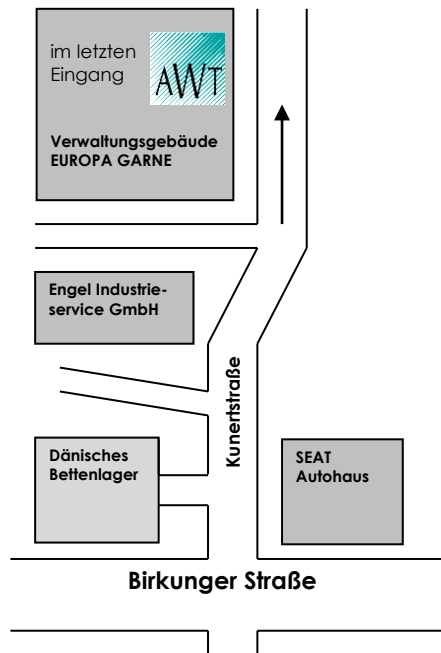 im letzten
Eingang
AWT
Verwaltungsgebäude
EUROPA GARNE
Engel Industrie-
service GmbH
Kunertstraße
Dänisches
Bettenlager
SEAT
Autohaus
Birkunger Straße